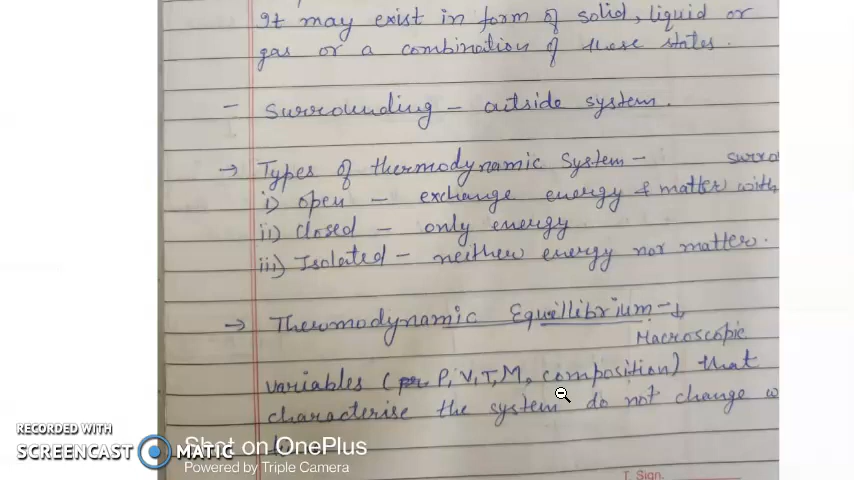 It may exist in form of solid, liquid or
gas or a combination of these states.
- Surrounding - outside system.
→ Types of thermodynamic System - surro
i) open - exchange energy & matter with
ii) closed - only energy
iii) Isolated - neither energy nor matter.
→ Thermodynamic Equillibrium - ↓
Macroscopic
variables ( P, V, T, M, composition) that
characterise the system do not change w
RECORDED WITH
SCREENCAST MATIC
Shot on OnePlus
Powered by Triple Camera
T. Sign.